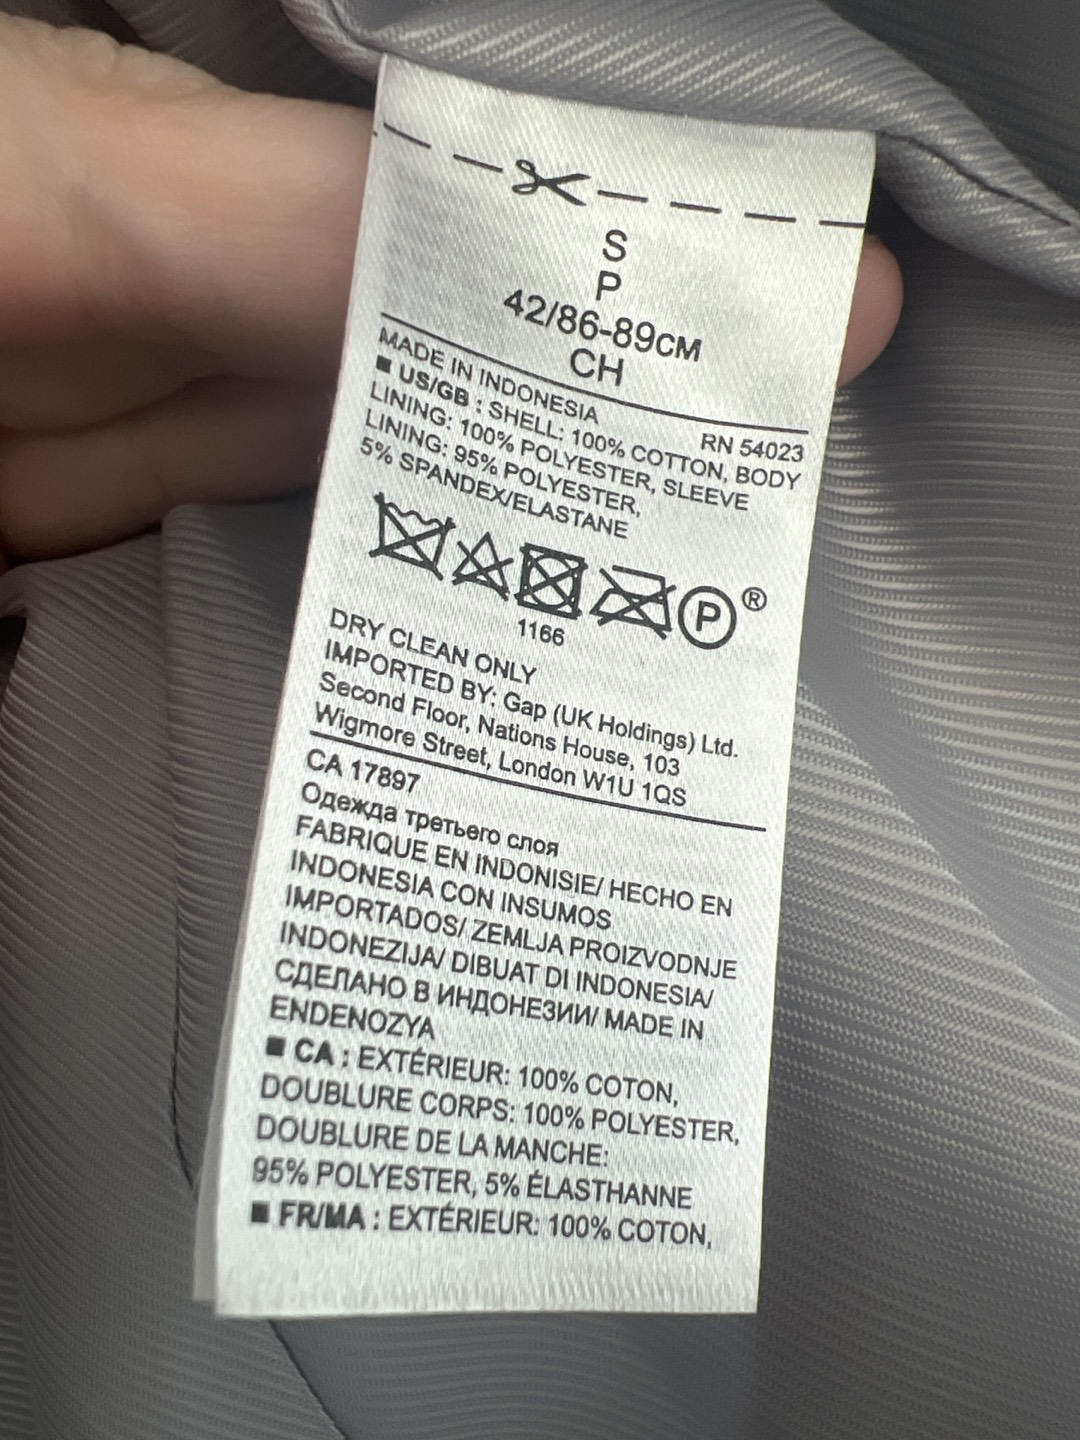 S
P
42/86-89CM
CH
MADE IN INDONESIA
RN 54023
■ US/GB : SHELL: 100% COTTON, BODY
LINING: 100% POLYESTER, SLEEVE
LINING: 95% POLYESTER,
5% SPANDEX/ELASTANE
P ®
1166
DRY CLEAN ONLY
IMPORTED BY: Gap (UK Holdings) Ltd.
Second Floor, Nations House, 103
Wigmore Street, London W1U 1QS
CA 17897
Одежда третьего слоя
FABRIQUE EN INDONISIE/ HECHO EN
INDONESIA CON INSUMOS
IMPORTADOS/ ZEMLJA PROIZVODNJE
INDONEZIJA/ DIBUAT DI INDONESIA/
СДЕЛАНО В ИНДОНЕЗИИ/ MADE IN
ENDENOZYA
■ CA : EXTÉRIEUR: 100% COTON,
DOUBLURE CORPS: 100% POLYESTER,
DOUBLURE DE LA MANCHE:
95% POLYESTER, 5% ÉLASTHANNE
■ FR/MA : EXTÉRIEUR: 100% COTON,